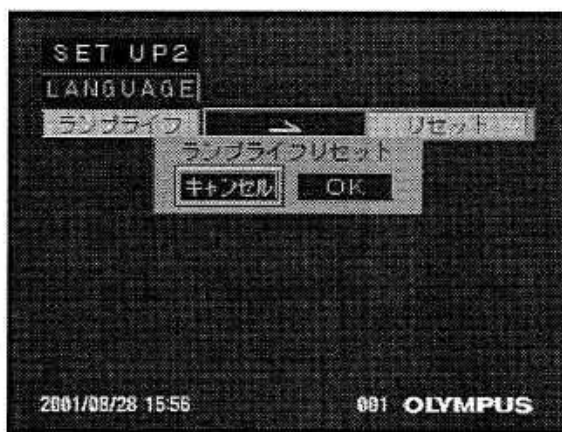 SET UP2
LANGUAGE
ランプライフ → リセット
ランプライフリセット
キャンセル OK
2001/08/28 15:56 001 OLYMPUS